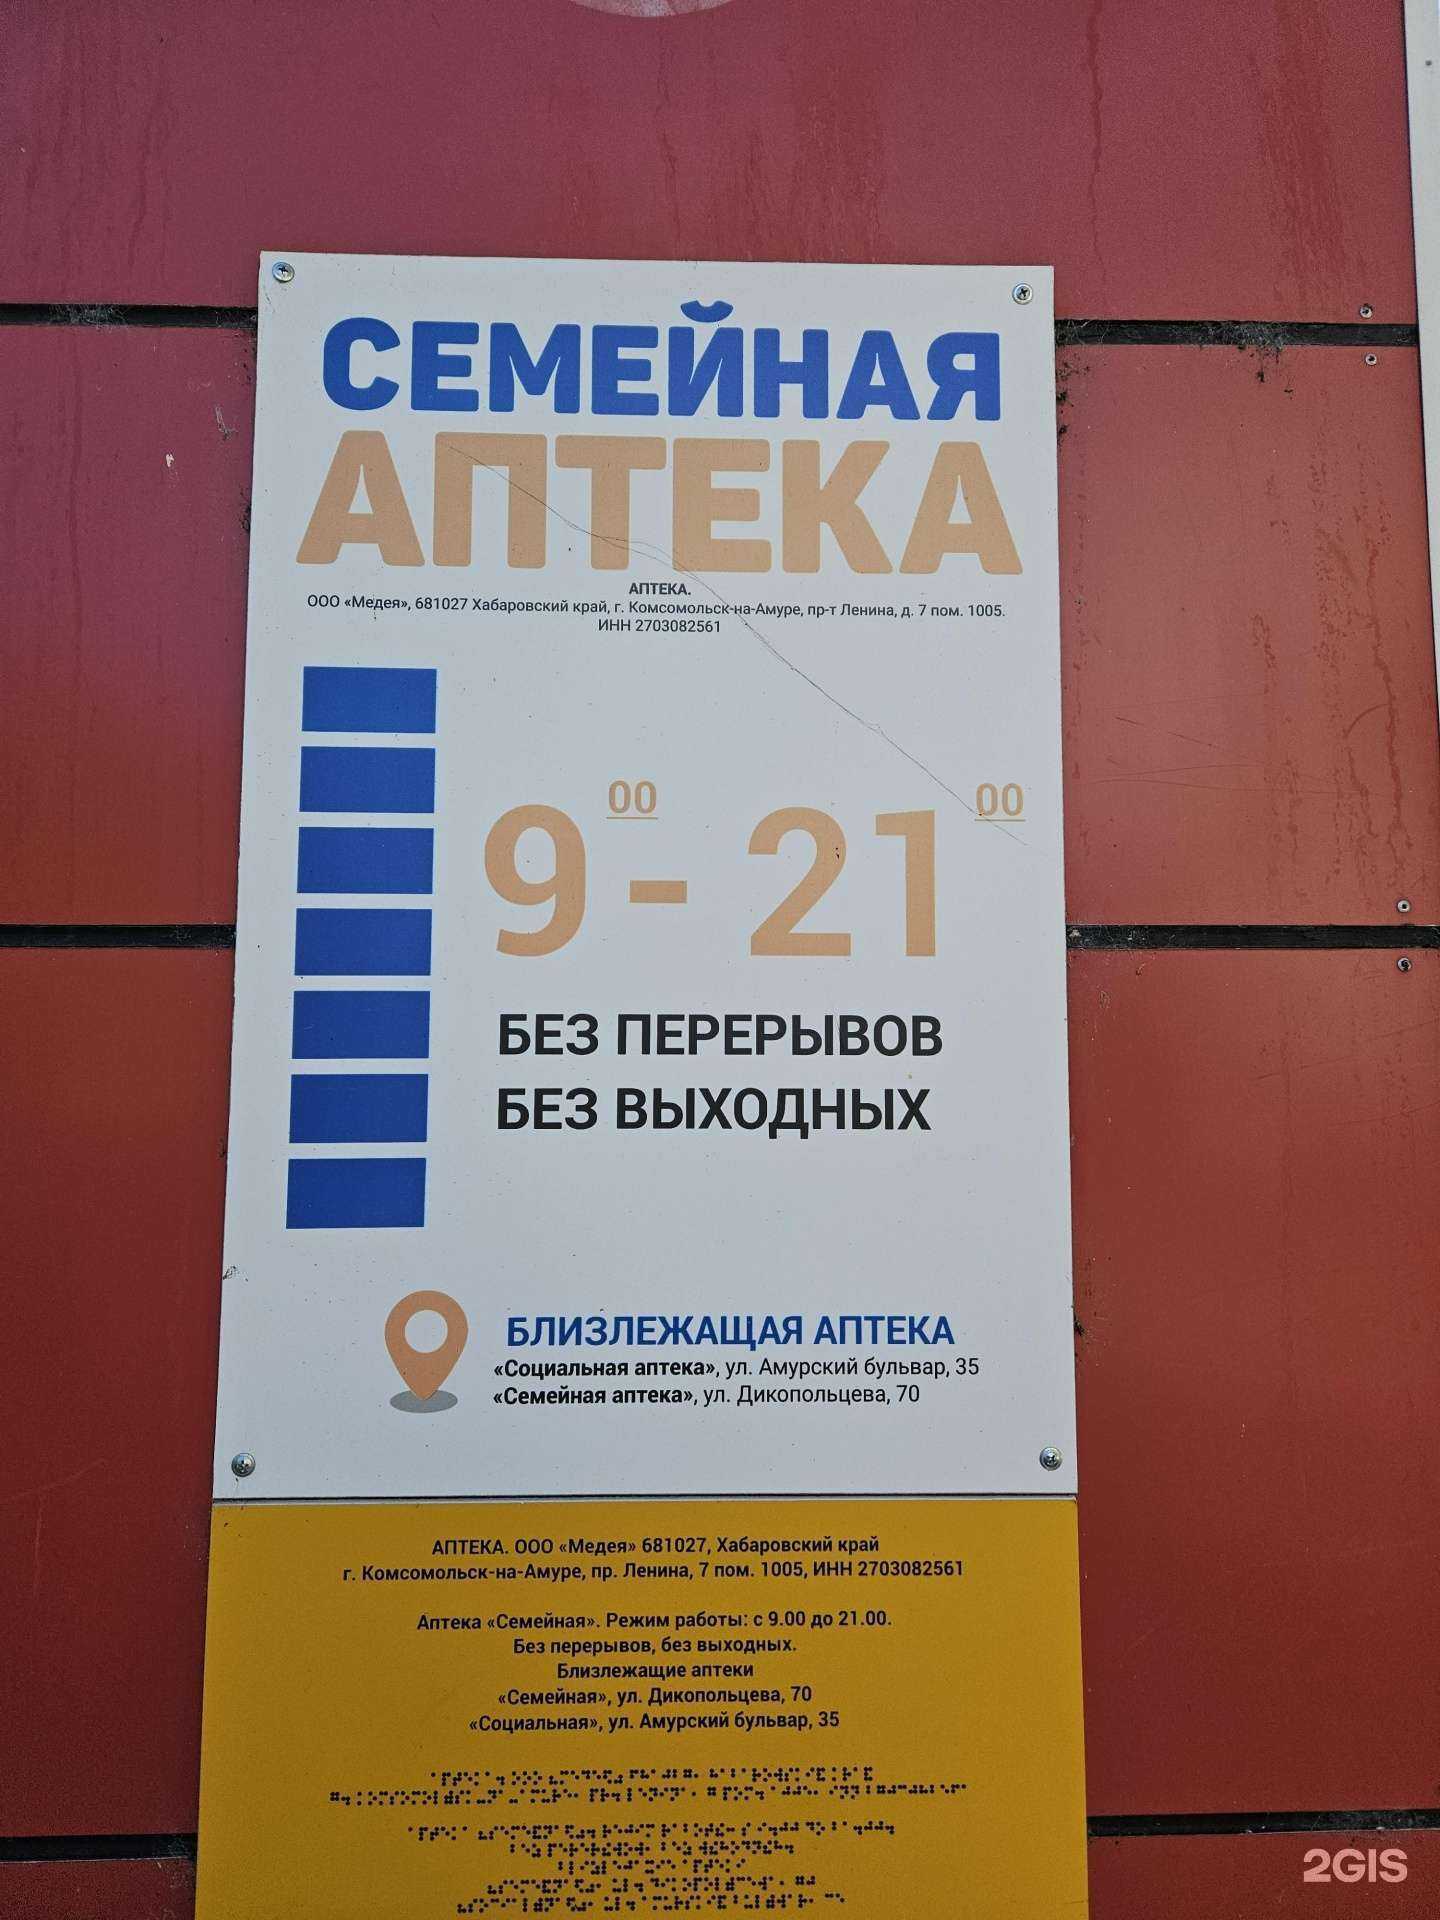 СЕМЕЙНАЯ
АПТЕКА
АПТЕКА.
ООО «Медея», 681027 Хабаровский край, г. Комсомольск-на-Амуре, пр-т Ленина, д. 7 пом. 1005.
ИНН 2703082561
9 00 - 21 00
БЕЗ ПЕРЕРЫВОВ
БЕЗ ВЫХОДНЫХ
БЛИЗЛЕЖАЩАЯ АПТЕКА
«Социальная аптека», ул. Амурский бульвар, 35
«Семейная аптека», ул. Дикопольцева, 70
АПТЕКА. ООО «Медея» 681027, Хабаровский край
г. Комсомольск-на-Амуре, пр. Ленина, 7 пом. 1005, ИНН 2703082561
Аптека «Семейная». Режим работы: с 9.00 до 21.00.
Без перерывов, без выходных.
Близлежащие аптеки
«Семейная», ул. Дикопольцева, 70
«Социальная», ул. Амурский бульвар, 35
2GIS